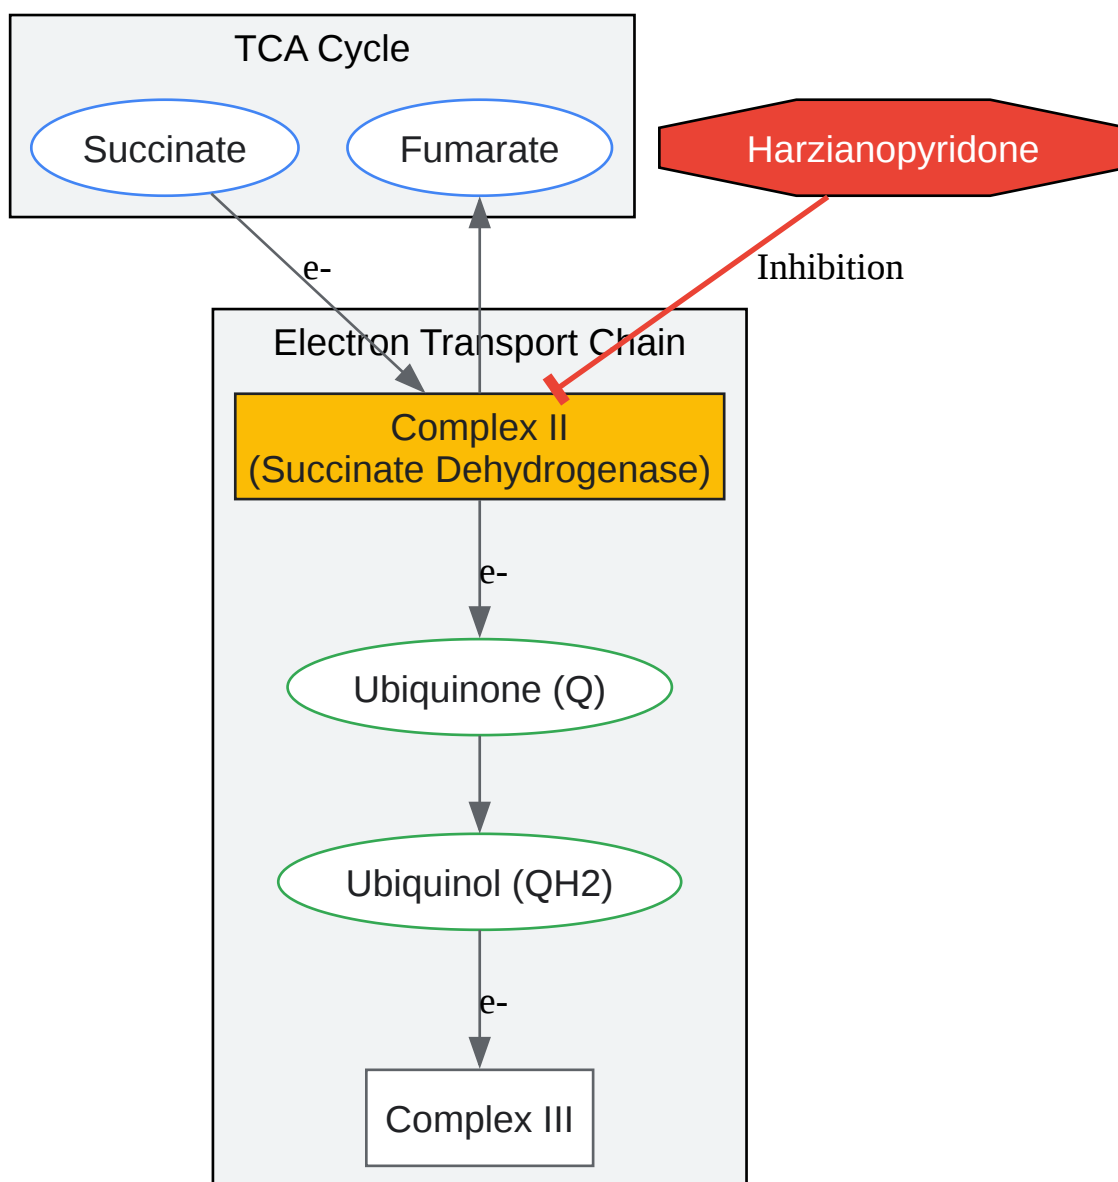 TCA Cycle
Succinate
Fumarate
Harzianopyridone
e-
Inhibition
Electron Transport Chain
Complex II
(Succinate Dehydrogenase)
e-
Ubiquinone (Q)
Ubiquinol (QH2)
e-
Complex III